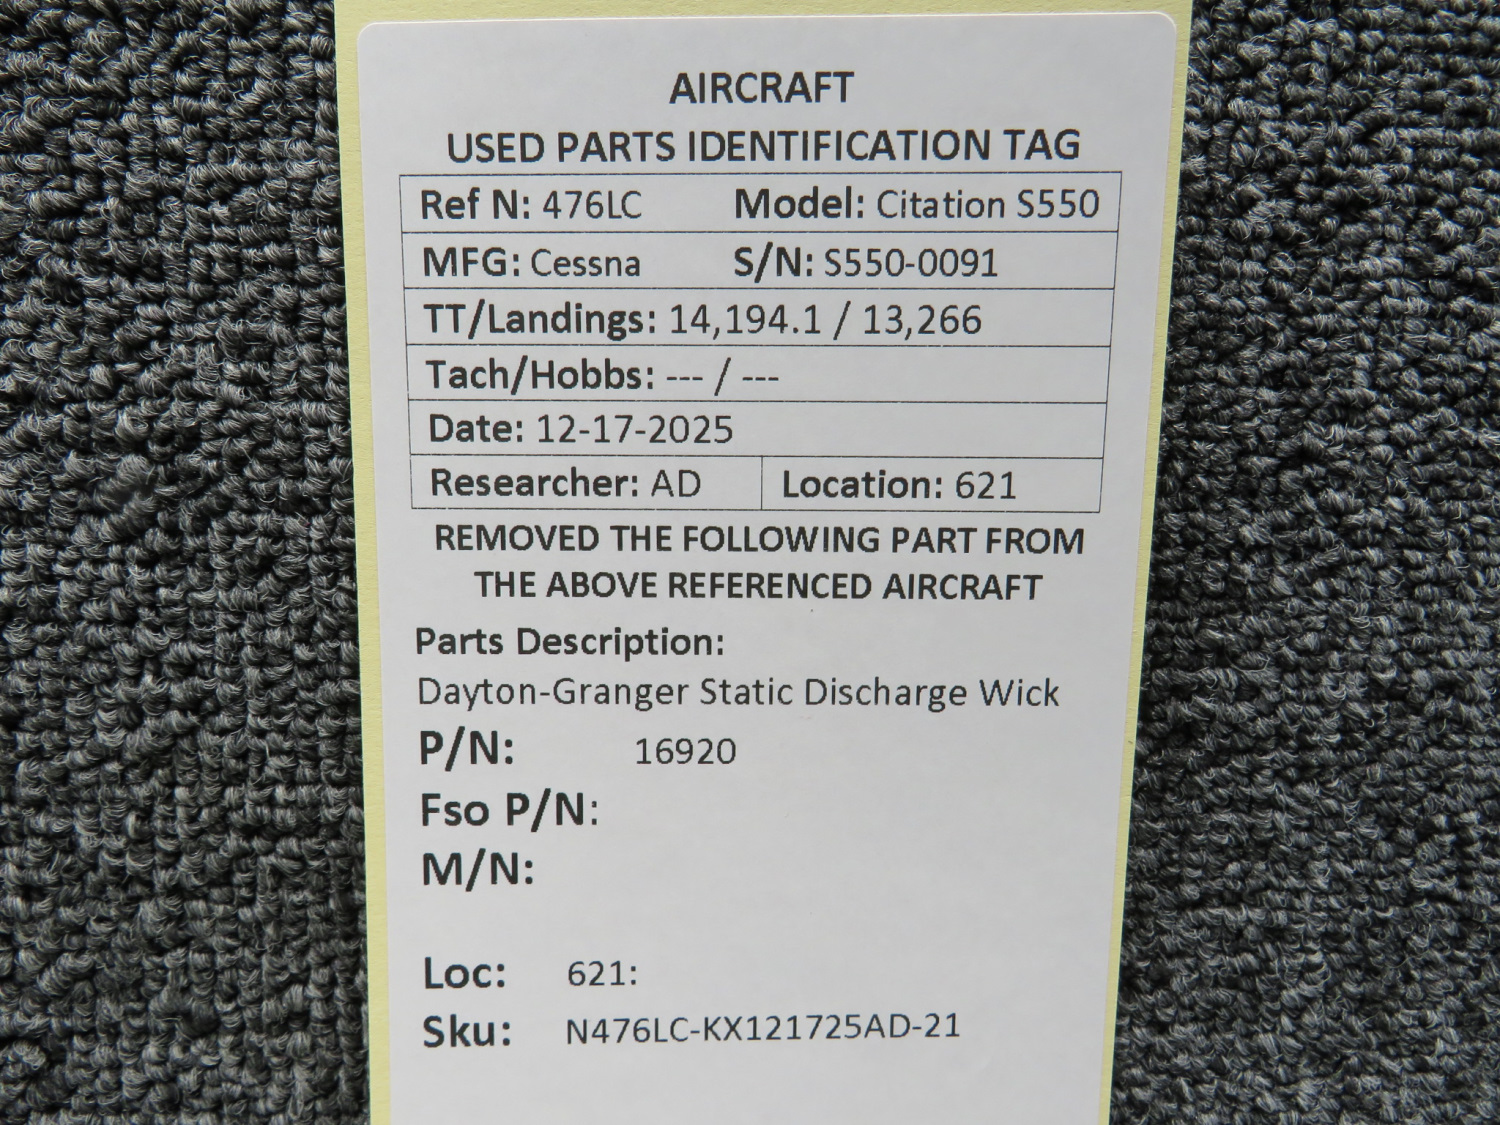 AIRCRAFT
USED PARTS IDENTIFICATION TAG
Ref N: 476LC Model: Citation S550
MFG: Cessna S/N: S550-0091
TT/Landings: 14,194.1 / 13,266
Tach/Hobbs: --- / ---
Date: 12-17-2025
Researcher: AD Location: 621
REMOVED THE FOLLOWING PART FROM
THE ABOVE REFERENCED AIRCRAFT
Parts Description:
Dayton-Granger Static Discharge Wick
P/N: 16920
Fso P/N:
M/N:
Loc: 621:
Sku: N476LC-KX121725AD-21